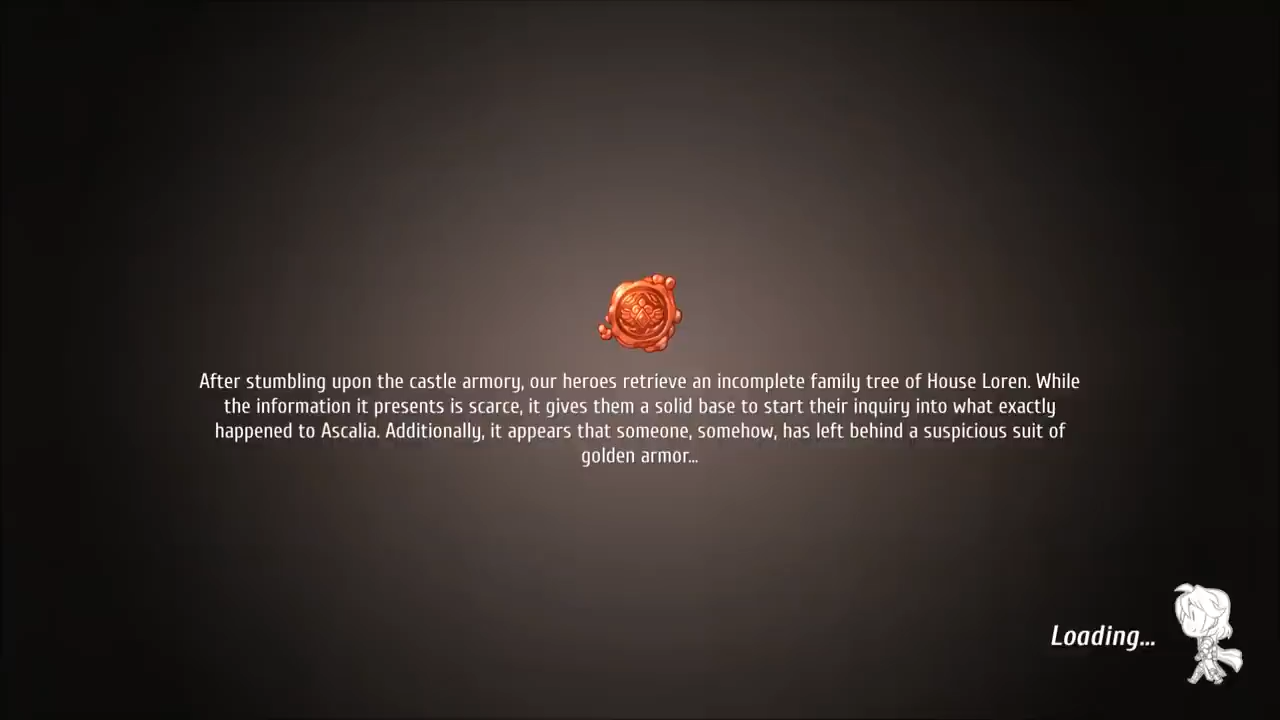 After stumbling upon the castle armory, our heroes retrieve an incomplete family tree of House Loren. While
the information it presents is scarce, it gives them a solid base to start their inquiry into what exactly
happened to Ascalia. Additionally, it appears that someone, somehow, has left behind a suspicious suit of
golden armor...
Loading...